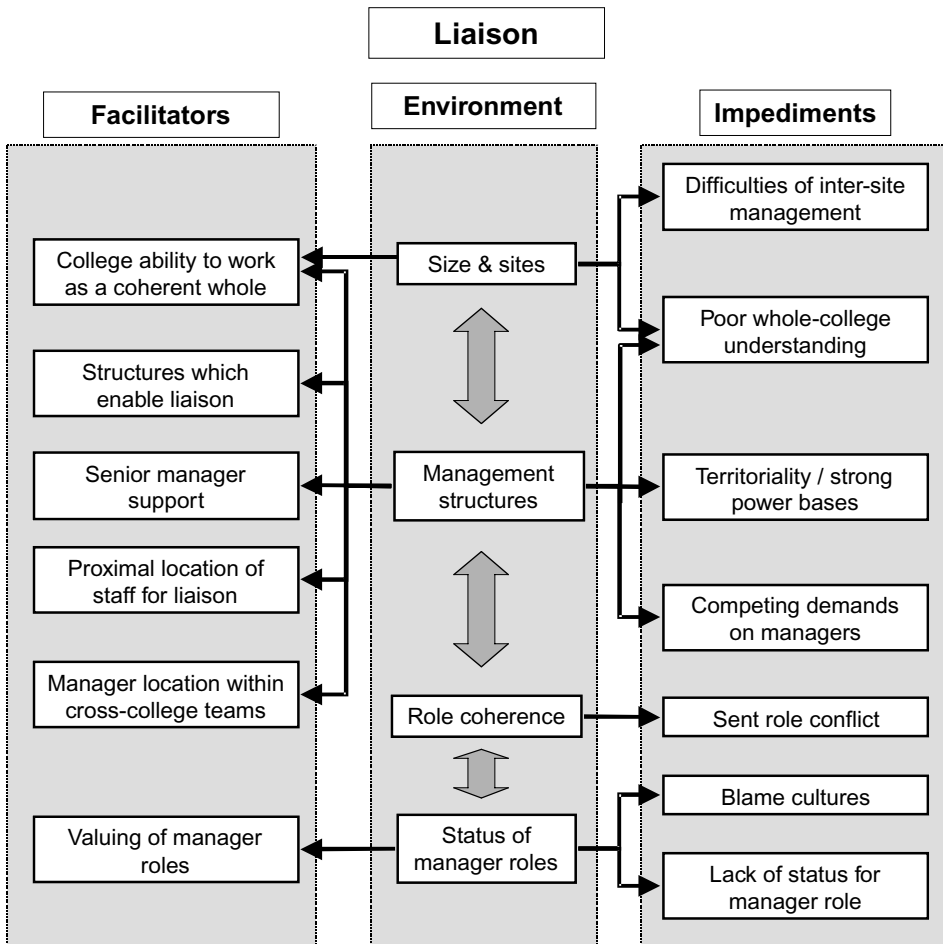 Liaison
Facilitators
Environment
Impediments
College ability to work
as a coherent whole
Structures which
enable liaison
Senior manager
support
Proximal location of
staff for liaison
Manager location within
cross-college teams
Valuing of manager
roles
Size & sites
Management
structures
Role coherence
Status of
manager roles
Difficulties of inter-site
management
Poor whole-college
understanding
Territoriality / strong
power bases
Competing demands
on managers
Sent role conflict
Blame cultures
Lack of status for
manager role